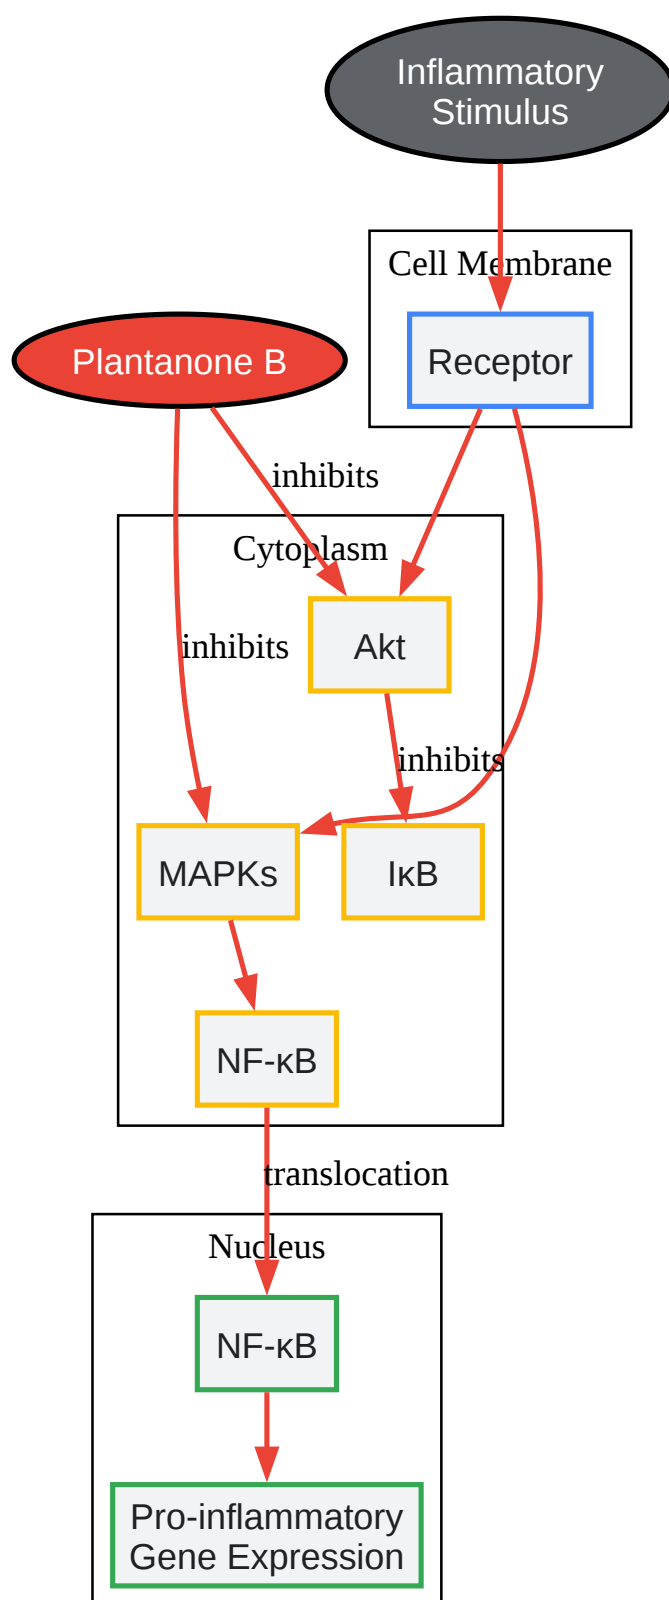 Inflammatory
Stimulus
Cell Membrane
Receptor
Plantanone B
inhibits
Cytoplasm
inhibits
Akt
inhibits
MAPKs
IκB
NF-κB
translocation
Nucleus
NF-κB
Pro-inflammatory
Gene Expression